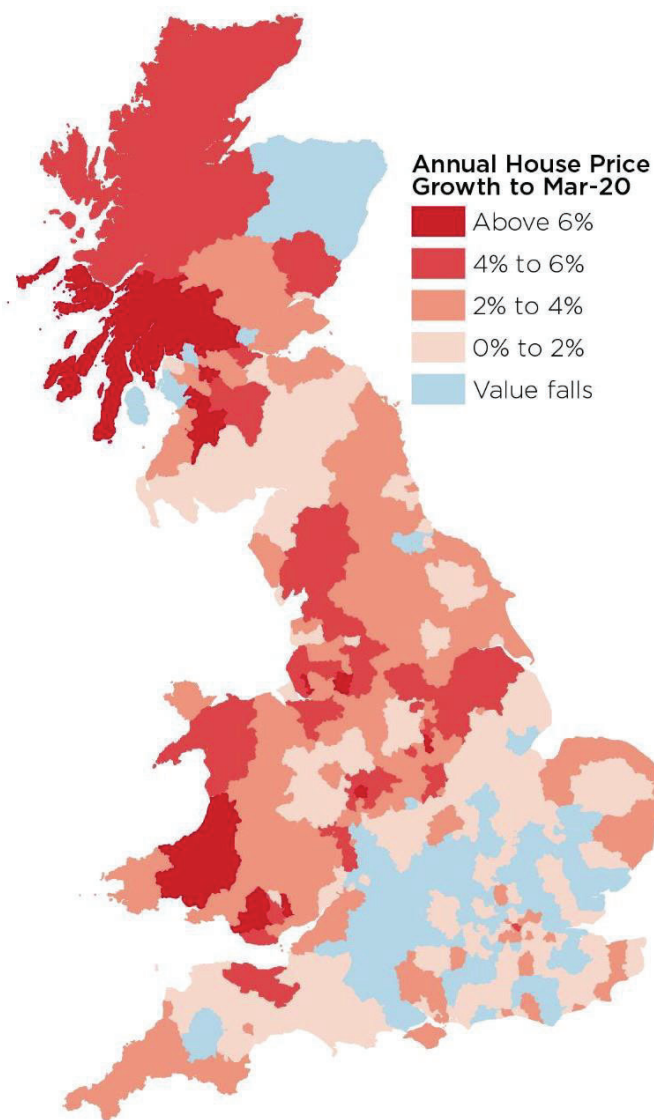 Annual House Price
Growth to Mar-20
Above 6%
4% to 6%
2% to 4%
0% to 2%
Value falls